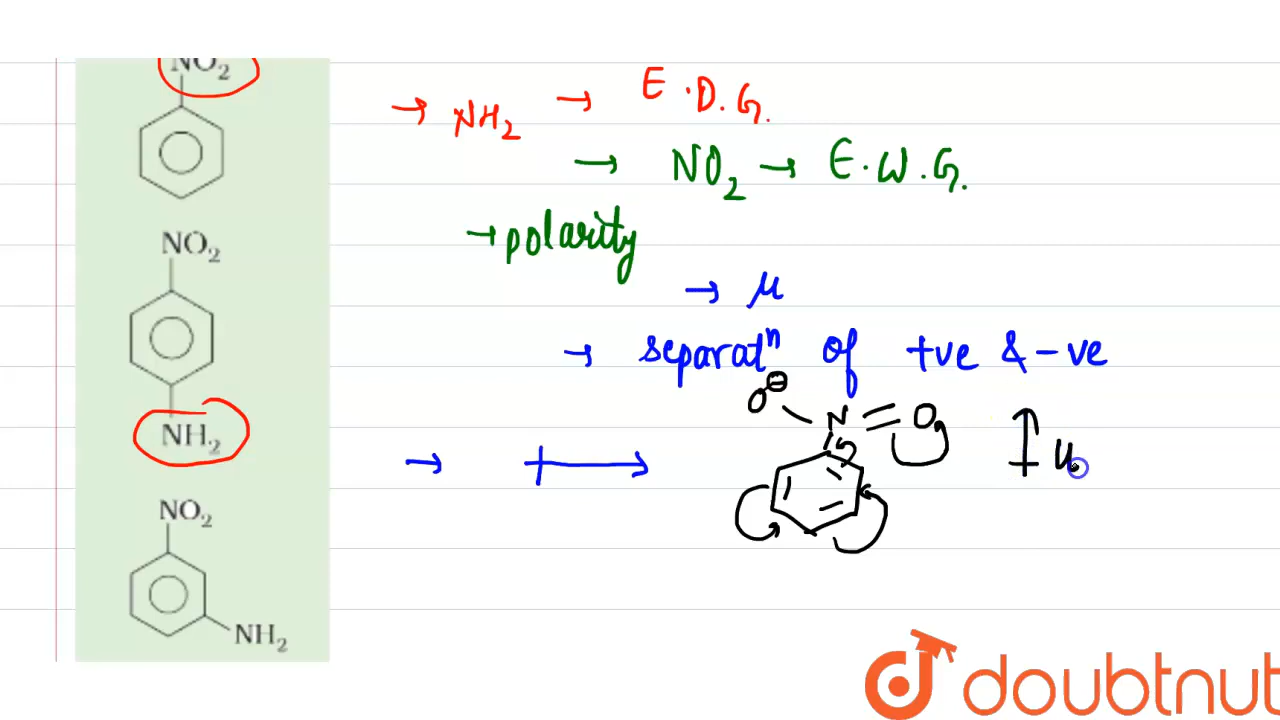 NO2
→ NH2 → E.D.G.
→ NO2 → E.W.G.
→ polarity
NO2
→ μ
→ separatⁿ of +ve & -ve
O⊖ N O
NH2
→ μ
NO2
NH2
doubtnut